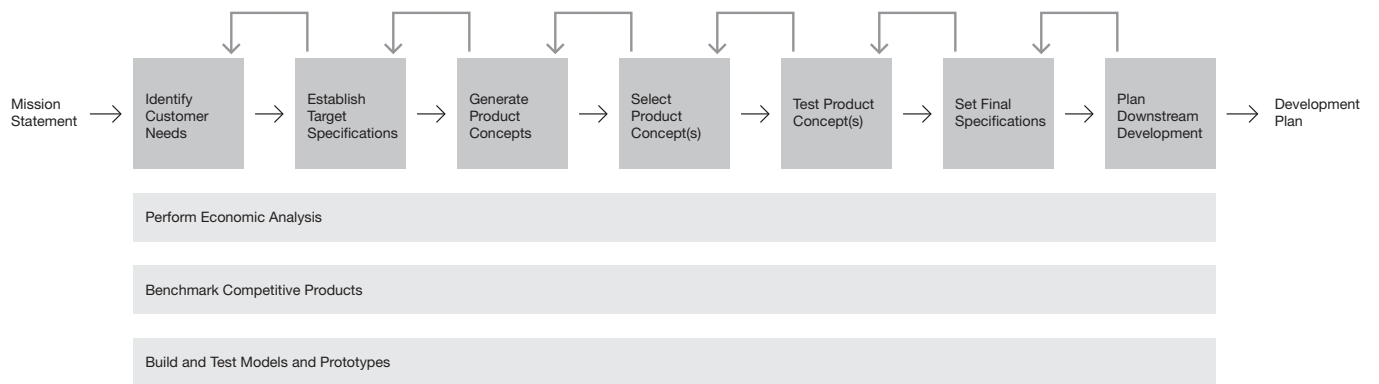 Mission
Statement
Identify
Customer
Needs
Establish
Target
Specifications
Generate
Product
Concepts
Select
Product
Concept(s)
Test Product
Concept(s)
Set Final
Specifications
Plan
Downstream
Development
Development
Plan
Perform Economic Analysis
Benchmark Competitive Products
Build and Test Models and Prototypes